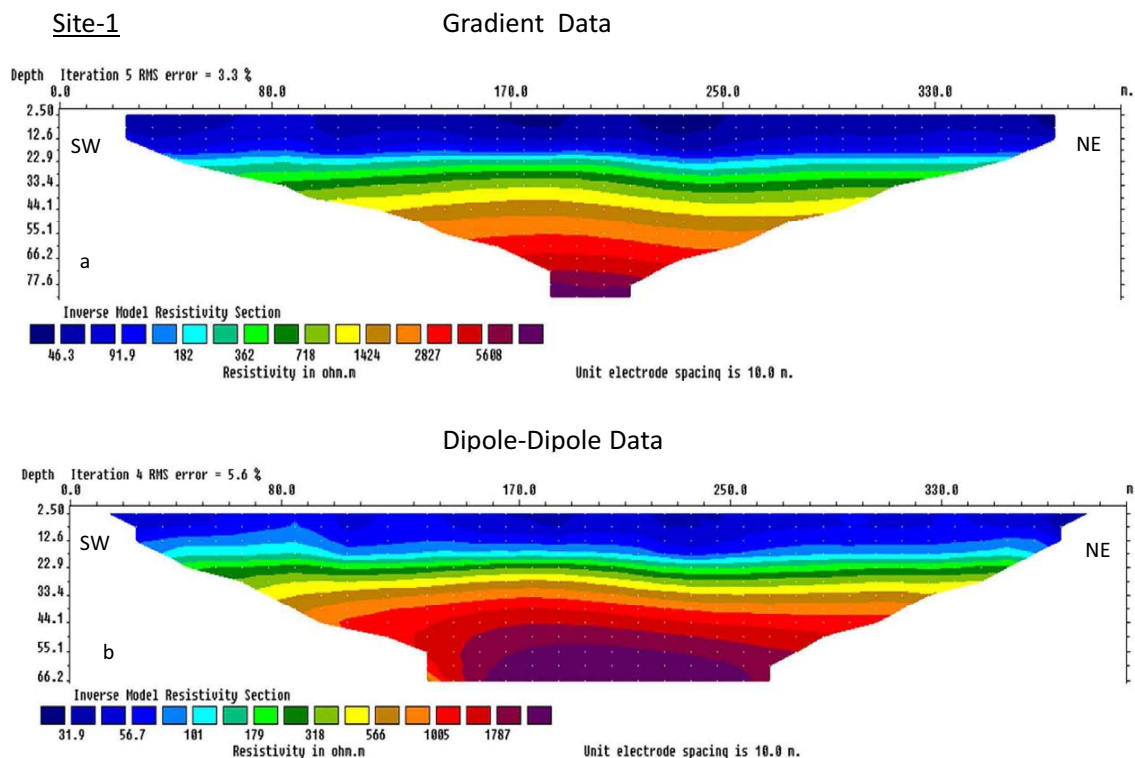 Site-1
Gradient Data
Depth Iteration 5 RMS error = 3.3 %
0.0 80.0 170.0 250.0 330.0 m.
2.50
12.6
22.9
33.4
44.1
55.1
66.2
77.6
SW
NE
a
Inverse Model Resistivity Section
46.3 91.9 182 362 718 1424 2827 5608
Resistivity in ohm.m
Unit electrode spacing is 10.0 m.
Dipole-Dipole Data
Depth Iteration 4 RMS error = 5.6 %
0.0 80.0 170.0 250.0 330.0 m
2.50
12.6
22.9
33.4
44.1
55.1
66.2
SW
NE
b
Inverse Model Resistivity Section
31.9 56.7 101 179 318 566 1005 1787
Resistivity in ohm.m
Unit electrode spacing is 10.0 m.